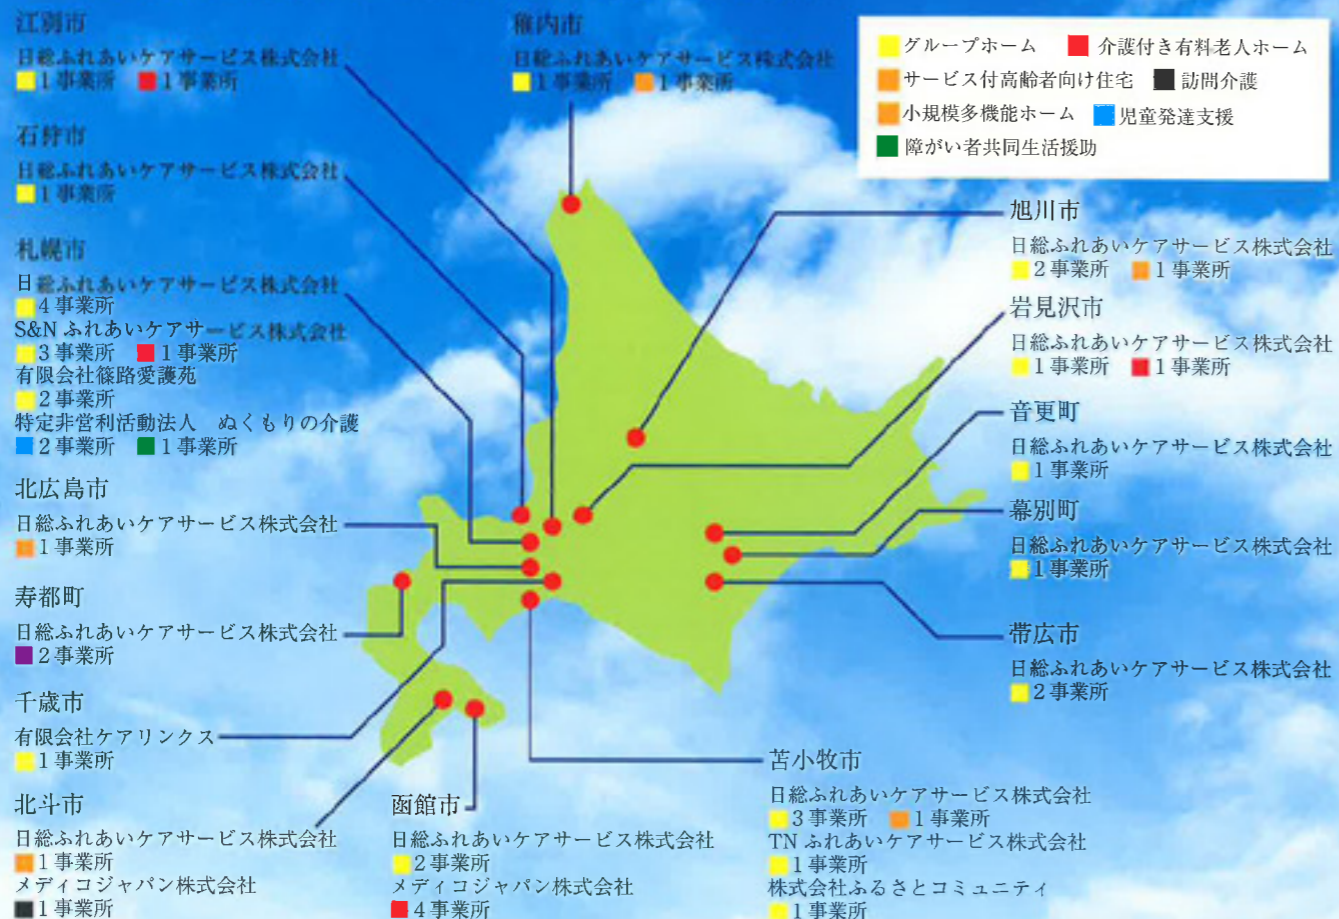 江別市
日総ふれあいケアサービス株式会社
1事業所 1事業所
石狩市
日総ふれあいケアサービス株式会社
1事業所
札幌市
日総ふれあいケアサービス株式会社
4事業所
S&Nふれあいケアサービス株式会社
3事業所 1事業所
有限会社篠路愛護苑
2事業所
特定非営利活動法人 ぬくもりの介護
2事業所 1事業所
北広島市
日総ふれあいケアサービス株式会社
1事業所
寿都町
日総ふれあいケアサービス株式会社
2事業所
千歳市
有限会社ケアリンクス
1事業所
北斗市
日総ふれあいケアサービス株式会社
1事業所
メディコジャパン株式会社
1事業所
函館市
日総ふれあいケアサービス株式会社
2事業所
メディコジャパン株式会社
4事業所
稚内市
日総ふれあいケアサービス株式会社
1事業所 1事業所
グループホーム 介護付き有料老人ホーム
サービス付高齢者向け住宅 訪問介護
小規模多機能ホーム 児童発達支援
障がい者共同生活援助
旭川市
日総ふれあいケアサービス株式会社
2事業所 1事業所
岩見沢市
日総ふれあいケアサービス株式会社
1事業所 1事業所
音更町
日総ふれあいケアサービス株式会社
1事業所
幕別町
日総ふれあいケアサービス株式会社
1事業所
帯広市
日総ふれあいケアサービス株式会社
2事業所
苫小牧市
日総ふれあいケアサービス株式会社
3事業所 1事業所
TNふれあいケアサービス株式会社
1事業所
株式会社ふるさとコミュニティ
1事業所